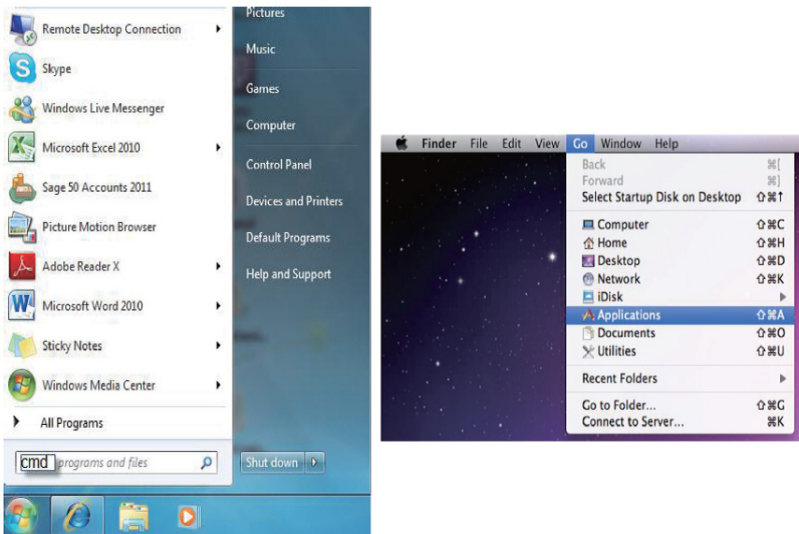 Remote Desktop Connection
Skype
Windows Live Messenger
Microsoft Excel 2010
Sage 50 Accounts 2011
Picture Motion Browser
Adobe Reader X
Microsoft Word 2010
Sticky Notes
Windows Media Center
All Programs
cmd programs and files
Pictures
Music
Games
Computer
Control Panel
Devices and Printers
Default Programs
Help and Support
Shut down
Finder File Edit View Go Window Help
Back ⌘[
Forward ⌘]
Select Startup Disk on Desktop ⇧⌘↑
Computer ⇧⌘C
Home ⇧⌘H
Desktop ⇧⌘D
Network ⇧⌘K
iDisk
Applications ⇧⌘A
Documents ⇧⌘O
Utilities ⇧⌘U
Recent Folders
Go to Folder... ⇧⌘G
Connect to Server... ⌘K